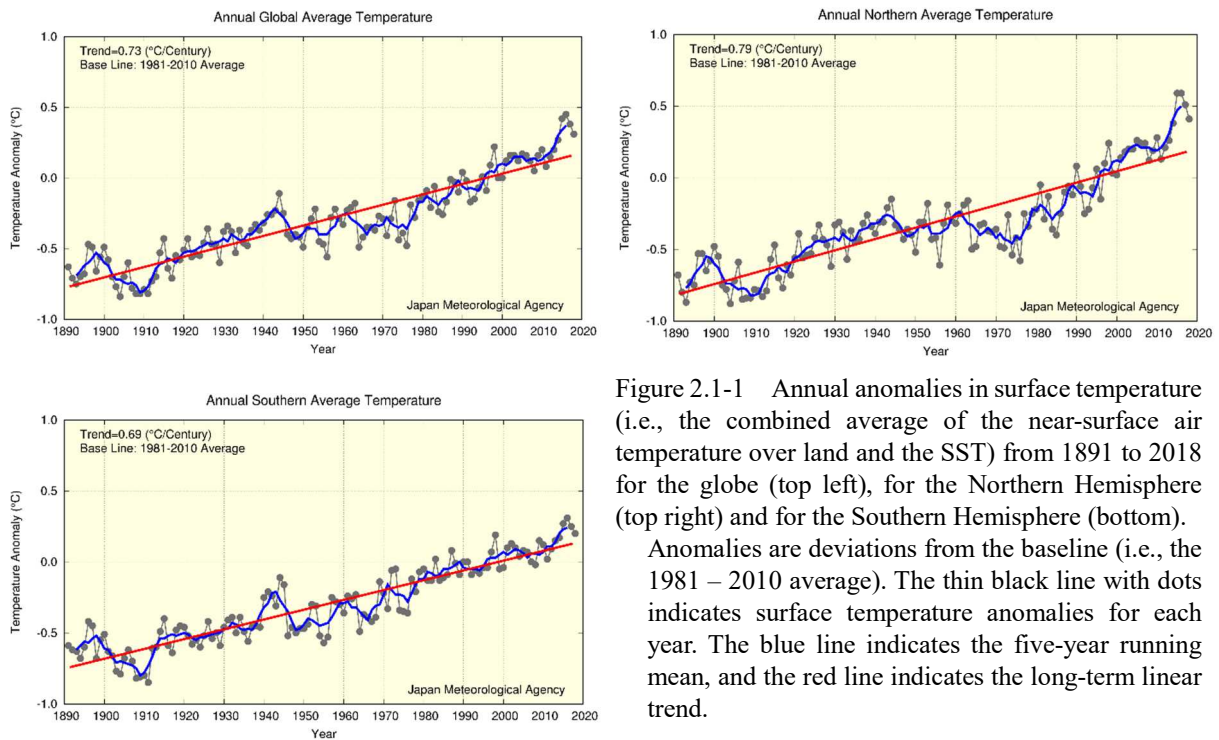 Annual Global Average Temperature
Trend=0.73 (°C/Century)
Base Line: 1981-2010 Average
Temperature Anomaly (°C)
1.0
0.5
0.0
-0.5
-1.0
Japan Meteorological Agency
1890 1900 1910 1920 1930 1940 1950 1960 1970 1980 1990 2000 2010 2020
Year
Annual Northern Average Temperature
Trend=0.79 (°C/Century)
Base Line: 1981-2010 Average
Temperature Anomaly (°C)
1.0
0.5
0.0
-0.5
-1.0
Japan Meteorological Agency
1890 1900 1910 1920 1930 1940 1950 1960 1970 1980 1990 2000 2010 2020
Year
Annual Southern Average Temperature
Trend=0.69 (°C/Century)
Base Line: 1981-2010 Average
Temperature Anomaly (°C)
1.0
0.5
0.0
-0.5
-1.0
Japan Meteorological Agency
1890 1900 1910 1920 1930 1940 1950 1960 1970 1980 1990 2000 2010 2020
Year
Figure 2.1-1 Annual anomalies in surface temperature
(i.e., the combined average of the near-surface air
temperature over land and the SST) from 1891 to 2018
for the globe (top left), for the Northern Hemisphere
(top right) and for the Southern Hemisphere (bottom).
Anomalies are deviations from the baseline (i.e., the
1981 – 2010 average). The thin black line with dots
indicates surface temperature anomalies for each
year. The blue line indicates the five-year running
mean, and the red line indicates the long-term linear
trend.